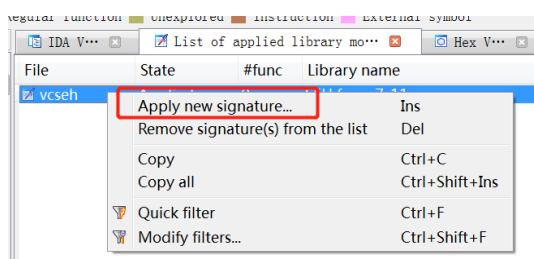 Regular function Unexplored Instruction External symbol
IDA V··· List of applied library mo··· Hex V···
File State #func Library name
vcseh
Apply new signature... Ins
Remove signature(s) from the list Del
Copy Ctrl+C
Copy all Ctrl+Shift+Ins
Quick filter Ctrl+F
Modify filters... Ctrl+Shift+F